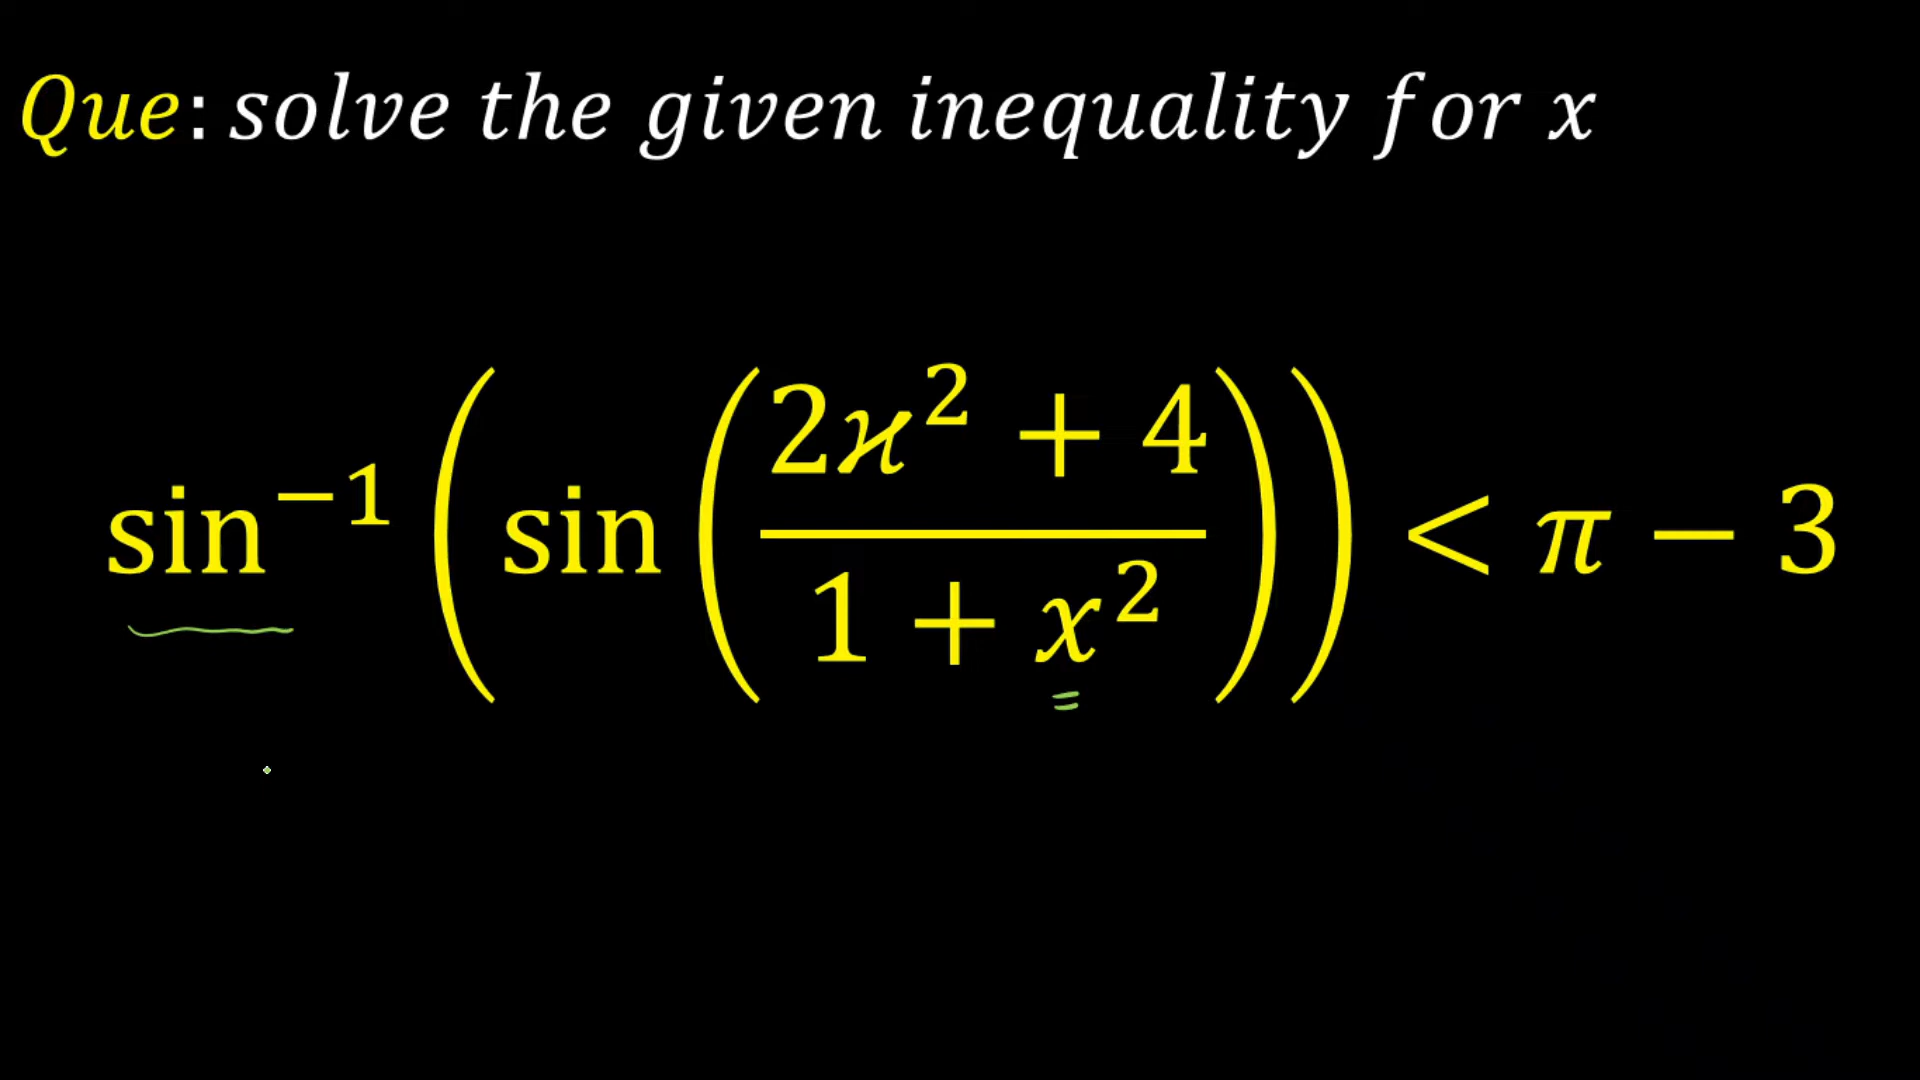 Que: solve the given inequality for x
sin⁻¹(sin((2x² + 4)/(1 + x²))) < π − 3